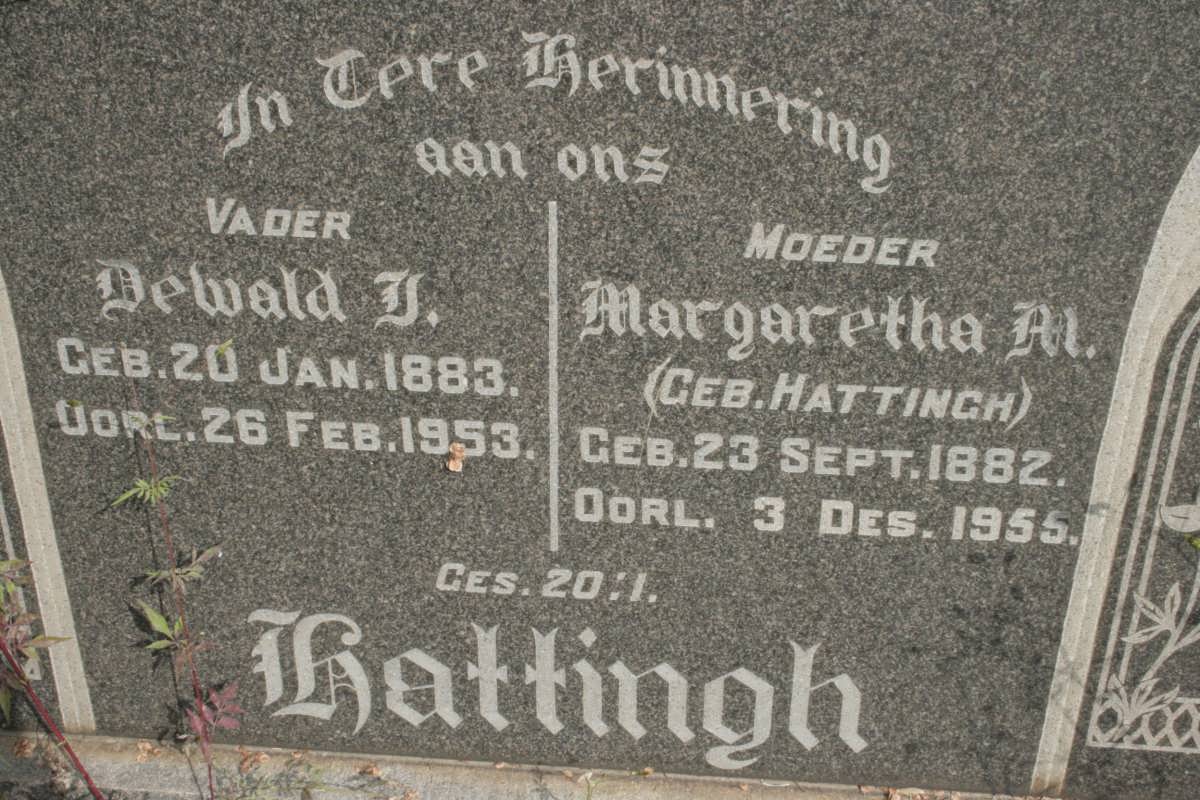 In Tere Herinnering
aan ons
VADER
Dewald J.
GEB. 20 JAN. 1883.
OORL. 26 FEB. 1953.
MOEDER
Margaretha M.
(GEB. HATTINGH)
GEB. 23 SEPT. 1882.
OORL. 3 DES. 1955.
GES. 20:1.
Hattingh